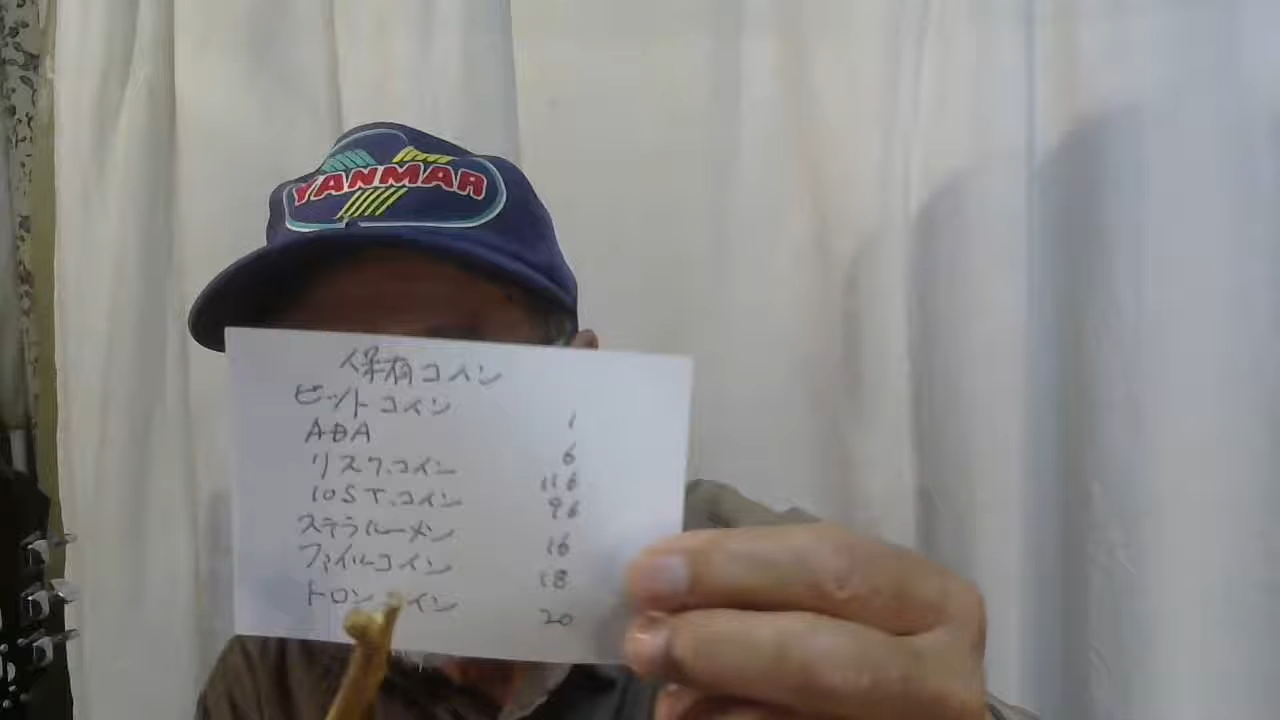 YANMAR
保有コイン
ビットコイン 1
ADA 6
リスク.コイン 116
IOST.コイン 96
ステラルーメン 16
ファイルコイン 18
トロン イン 20